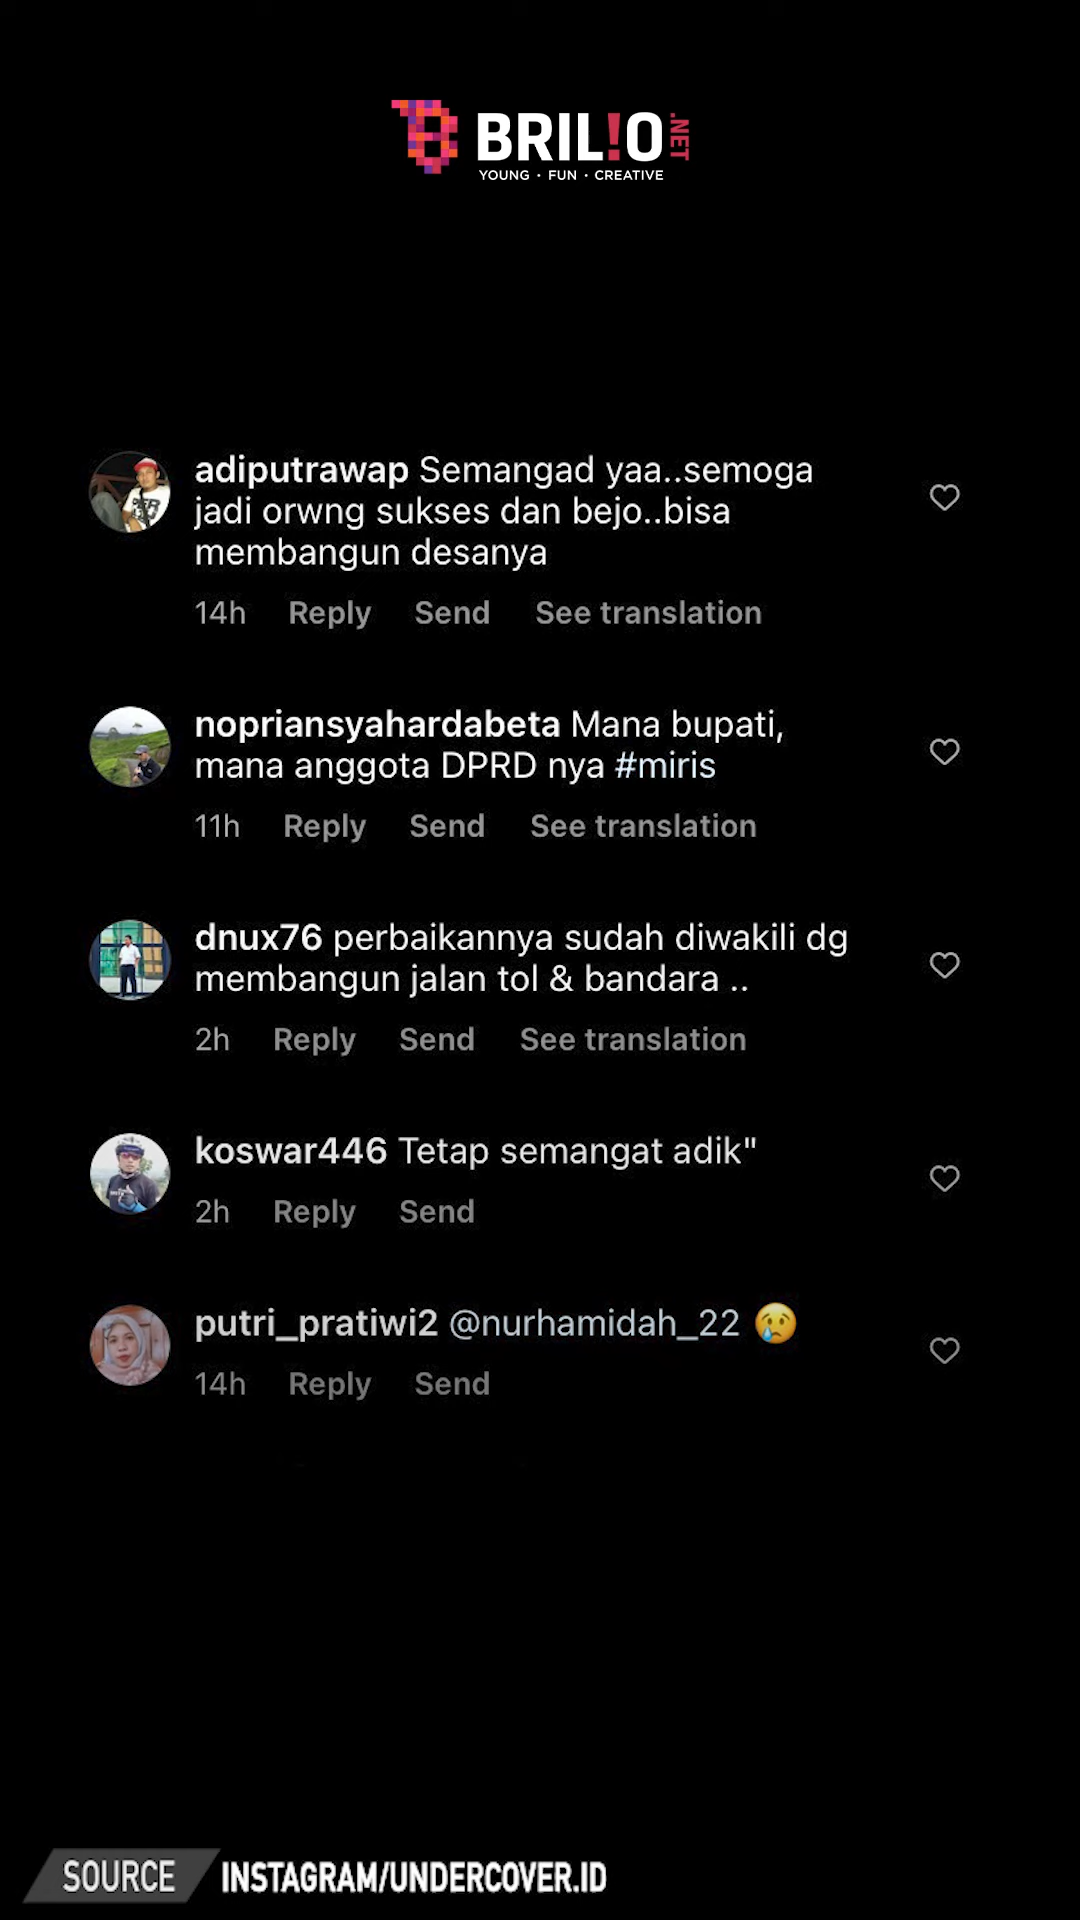 BRIL!O.NET
YOUNG · FUN · CREATIVE
adiputrawap Semangad yaa..semoga
jadi orwng sukses dan bejo..bisa
membangun desanya
14h Reply Send See translation
nopriansyahardabeta Mana bupati,
mana anggota DPRD nya #miris
11h Reply Send See translation
dnux76 perbaikannya sudah diwakili dg
membangun jalan tol & bandara ..
2h Reply Send See translation
koswar446 Tetap semangat adik"
2h Reply Send
putri_pratiwi2 @nurhamidah_22 😢
14h Reply Send
SOURCE INSTAGRAM/UNDERCOVER.ID